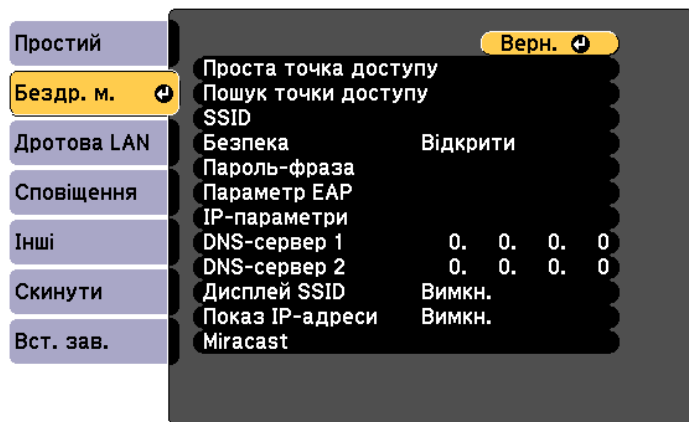 Простий
Бездр. м.
Дротова LAN
Сповіщення
Інші
Скинути
Вст. зав.
Верн.
Проста точка доступу
Пошук точки доступу
SSID
Безпека Відкрити
Пароль-фраза
Параметр EAP
IP-параметри
DNS-сервер 1 0. 0. 0. 0
DNS-сервер 2 0. 0. 0. 0
Дисплей SSID Вимкн.
Показ IP-адреси Вимкн.
Miracast